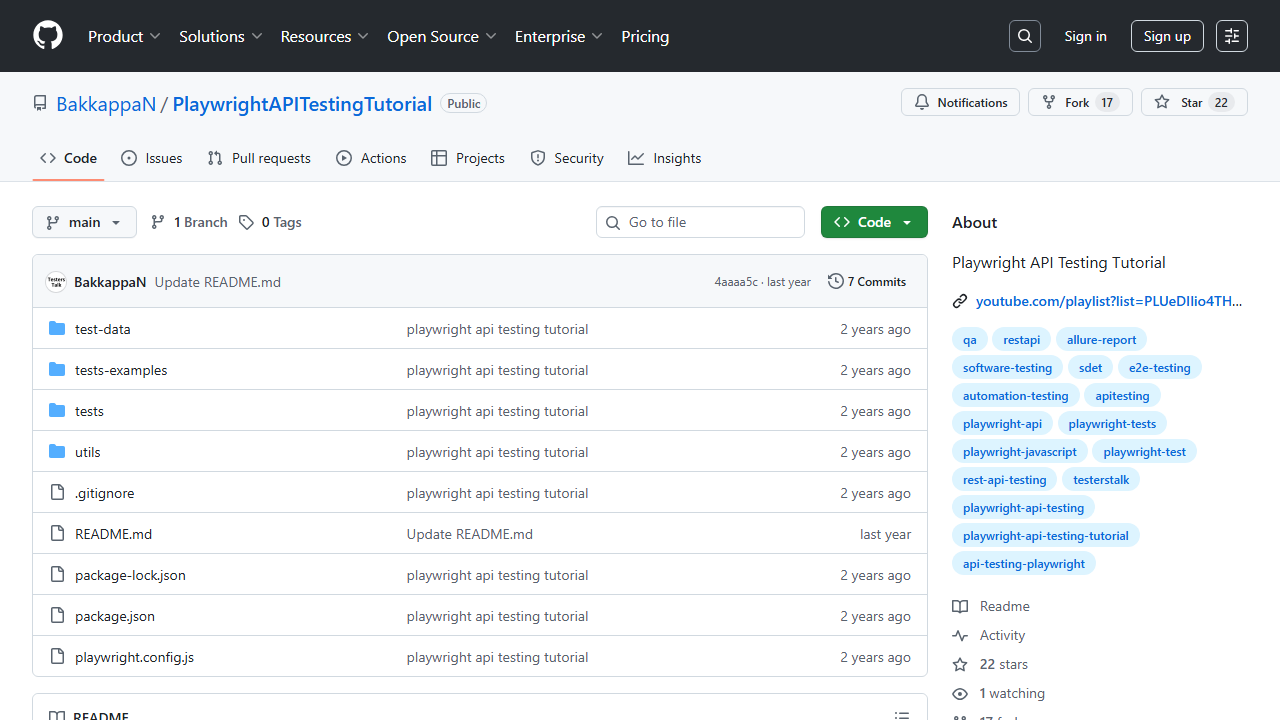 Product Solutions Resources Open Source Enterprise Pricing Sign in Sign up
BakkappaN / PlaywrightAPITestingTutorial Public Notifications Fork 17 Star 22
Code Issues Pull requests Actions Projects Security Insights
main 1 Branch 0 Tags Go to file Code
BakkappaN Update README.md 4aaaa5c · last year 7 Commits
test-data playwright api testing tutorial 2 years ago
tests-examples playwright api testing tutorial 2 years ago
tests playwright api testing tutorial 2 years ago
utils playwright api testing tutorial 2 years ago
.gitignore playwright api testing tutorial 2 years ago
README.md Update README.md last year
package-lock.json playwright api testing tutorial 2 years ago
package.json playwright api testing tutorial 2 years ago
playwright.config.js playwright api testing tutorial 2 years ago
README
About
Playwright API Testing Tutorial
youtube.com/playlist?list=PLUeDIlio4TH...
qa restapi allure-report
software-testing sdet e2e-testing
automation-testing apitesting
playwright-api playwright-tests
playwright-javascript playwright-test
rest-api-testing testerstalk
playwright-api-testing
playwright-api-testing-tutorial
api-testing-playwright
Readme
Activity
22 stars
1 watching